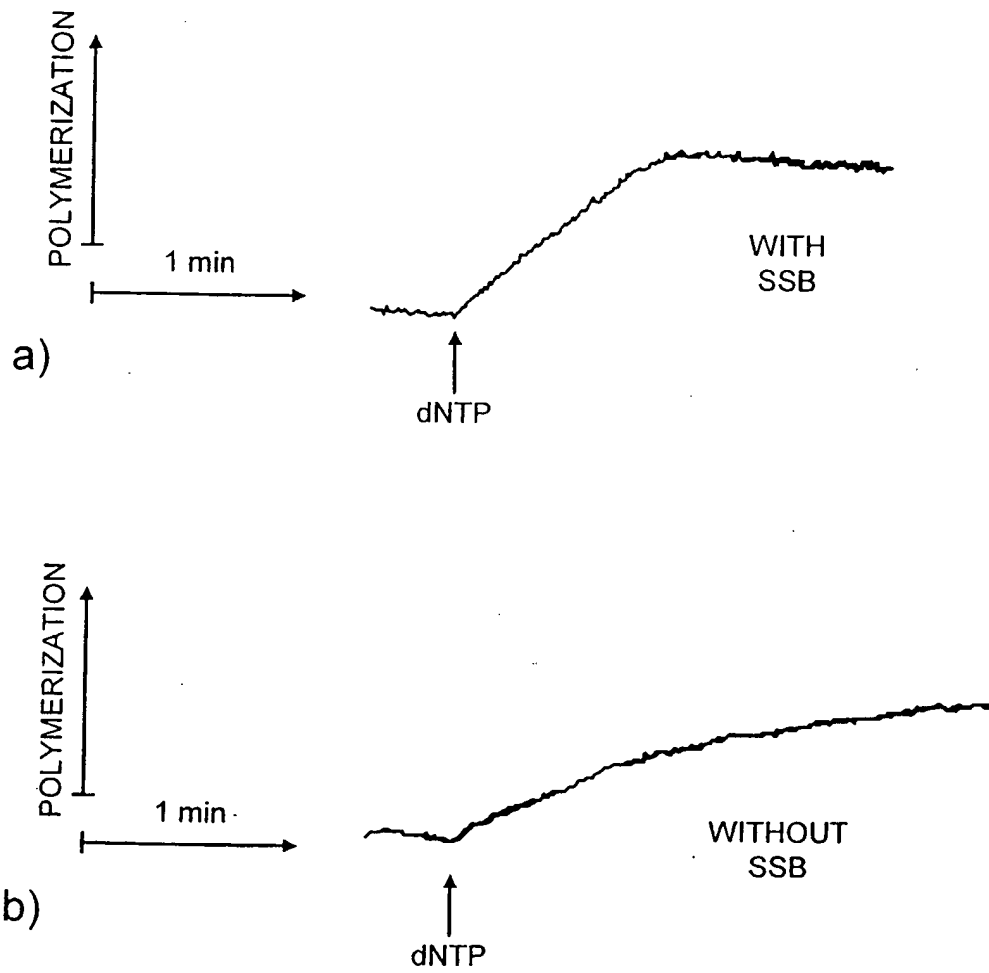 POLYMERIZATION
1 min
WITH
SSB
a)
dNTP
POLYMERIZATION
1 min
WITHOUT
SSB
b)
dNTP